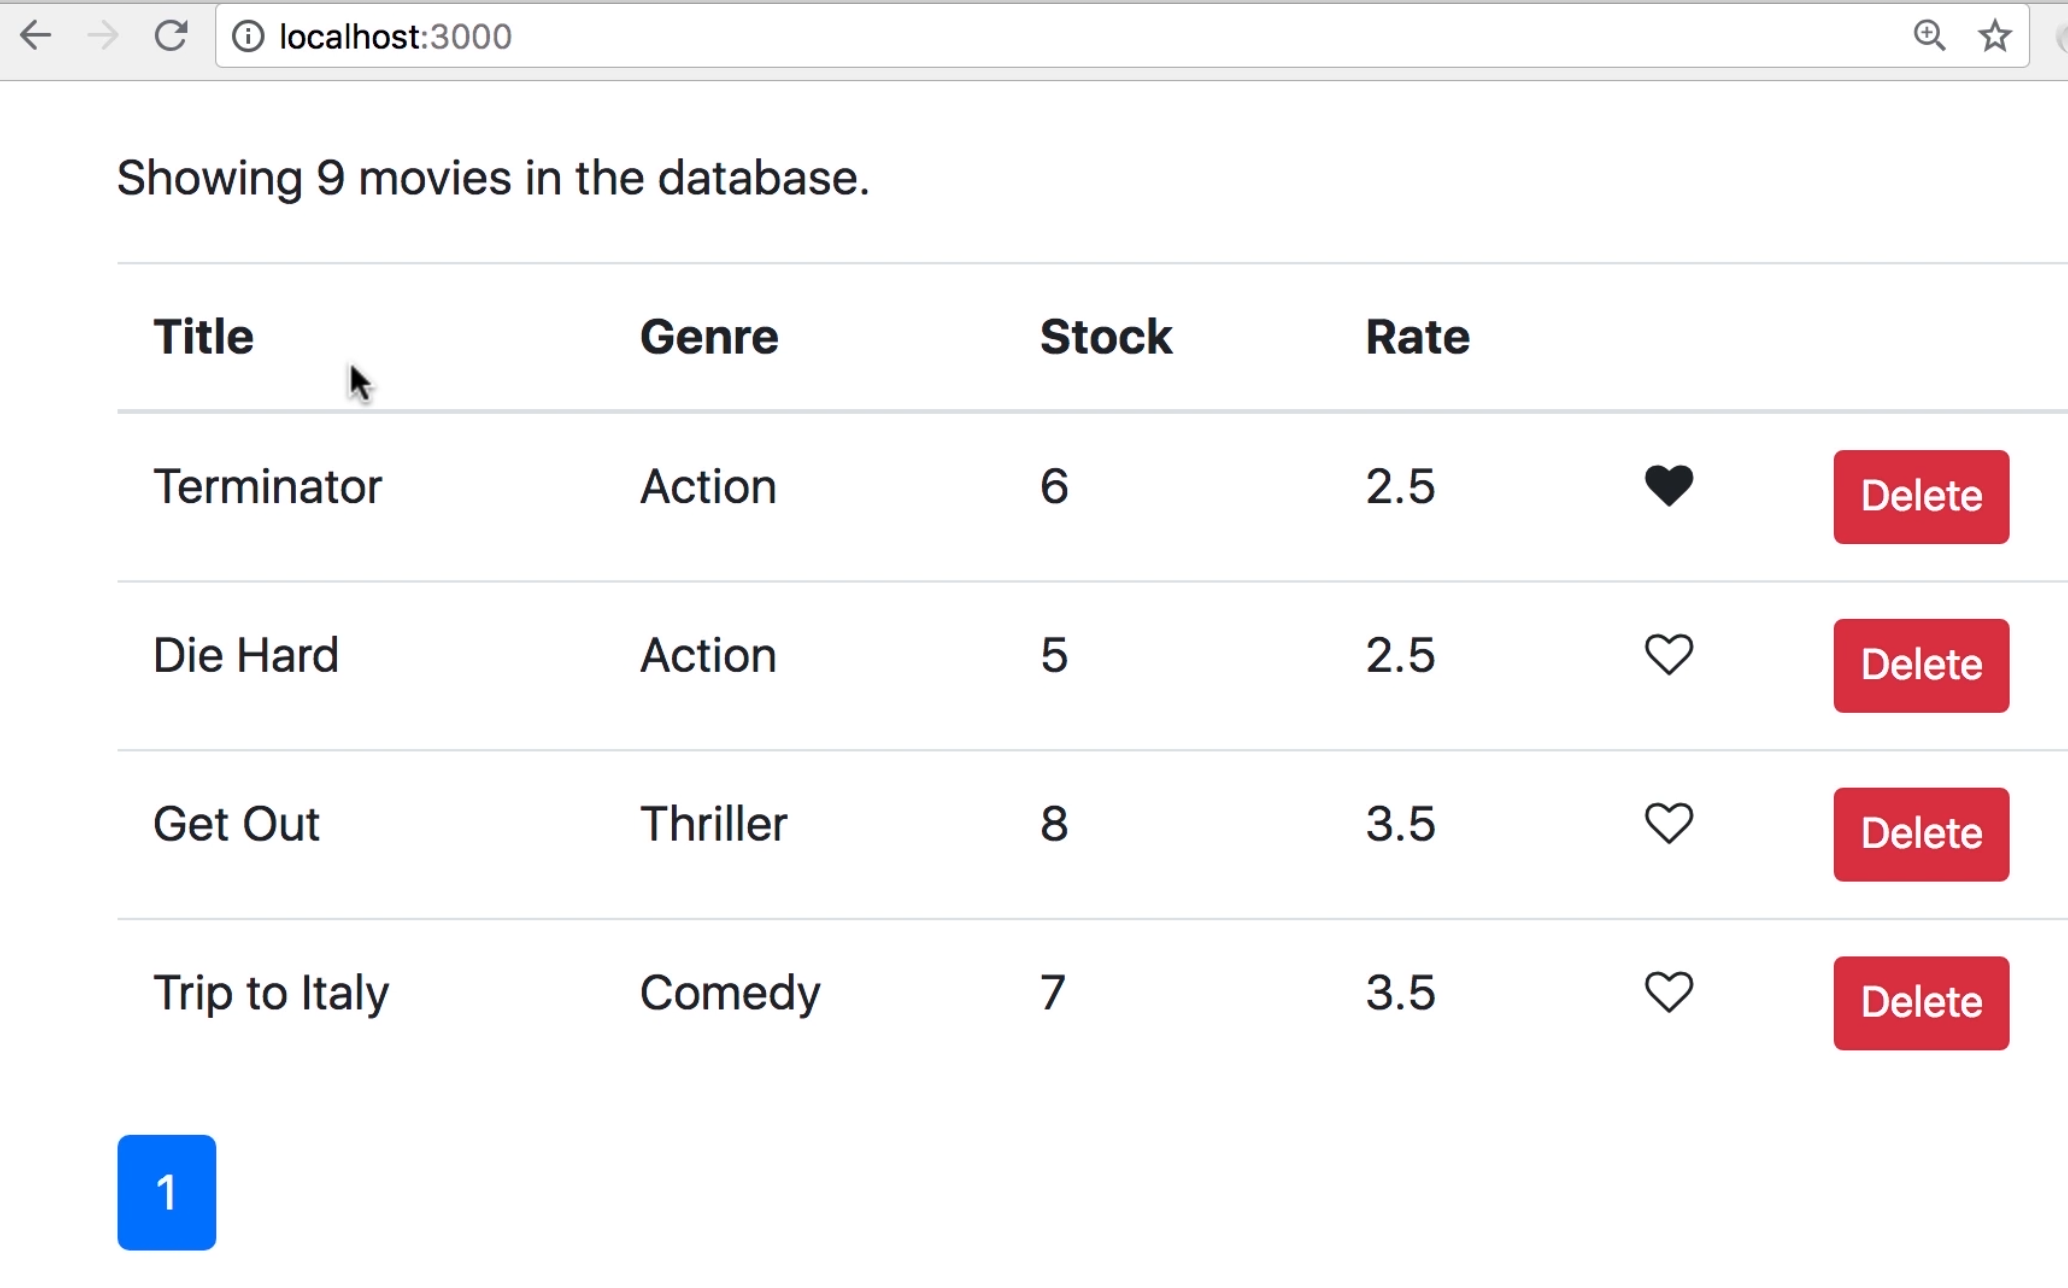 localhost:3000
Showing 9 movies in the database.
Title Genre Stock Rate
Terminator Action 6 2.5 Delete
Die Hard Action 5 2.5 Delete
Get Out Thriller 8 3.5 Delete
Trip to Italy Comedy 7 3.5 Delete
1